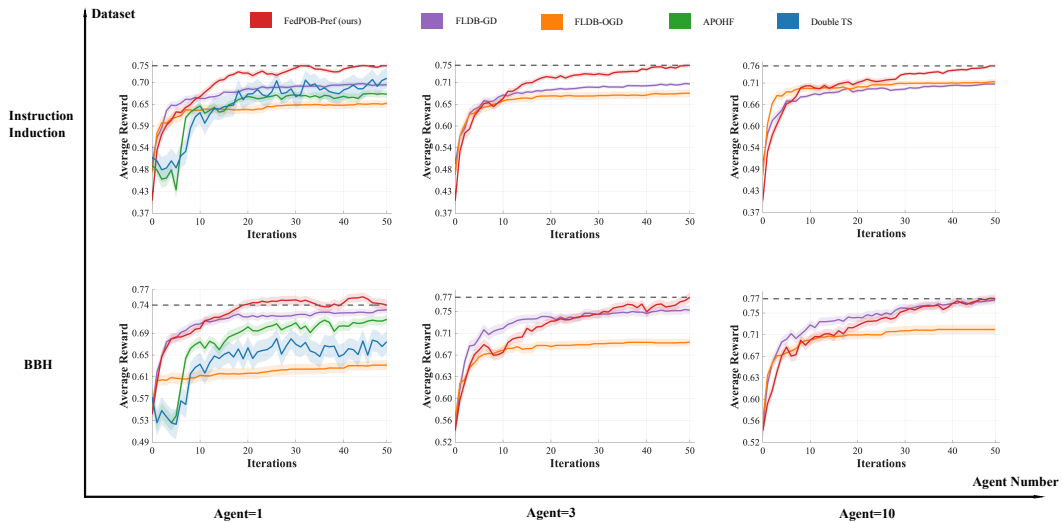 Dataset
FedPOB-Pref (ours) FLDB-GD FLDB-OGD APOHF Double TS
Instruction
Induction
Average Reward
0.75
0.70
0.65
0.59
0.54
0.48
0.43
0.37
0 10 20 30 40 50
Iterations
Average Reward
0.75
0.70
0.65
0.59
0.54
0.48
0.43
0.37
0 10 20 30 40 50
Iterations
Average Reward
0.76
0.71
0.65
0.60
0.54
0.48
0.43
0.37
0 10 20 30 40 50
Iterations
BBH
Average Reward
0.77
0.74
0.69
0.65
0.61
0.57
0.53
0.49
0 10 20 30 40 50
Iterations
Average Reward
0.77
0.75
0.71
0.67
0.63
0.60
0.56
0.52
0 10 20 30 40 50
Iterations
Average Reward
0.77
0.75
0.71
0.67
0.63
0.60
0.56
0.52
0 10 20 30 40 50
Iterations
Agent Number
Agent=1 Agent=3 Agent=10